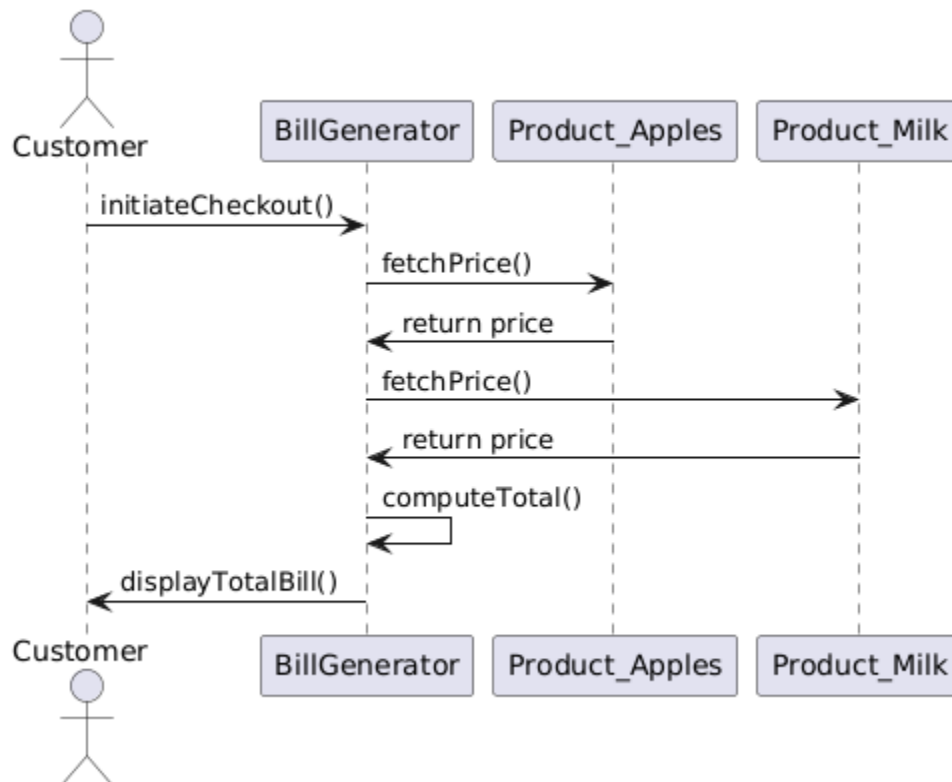 Customer
BillGenerator
Product_Apples
Product_Milk
initiateCheckout()
fetchPrice()
return price
fetchPrice()
return price
computeTotal()
displayTotalBill()
Customer
BillGenerator
Product_Apples
Product_Milk